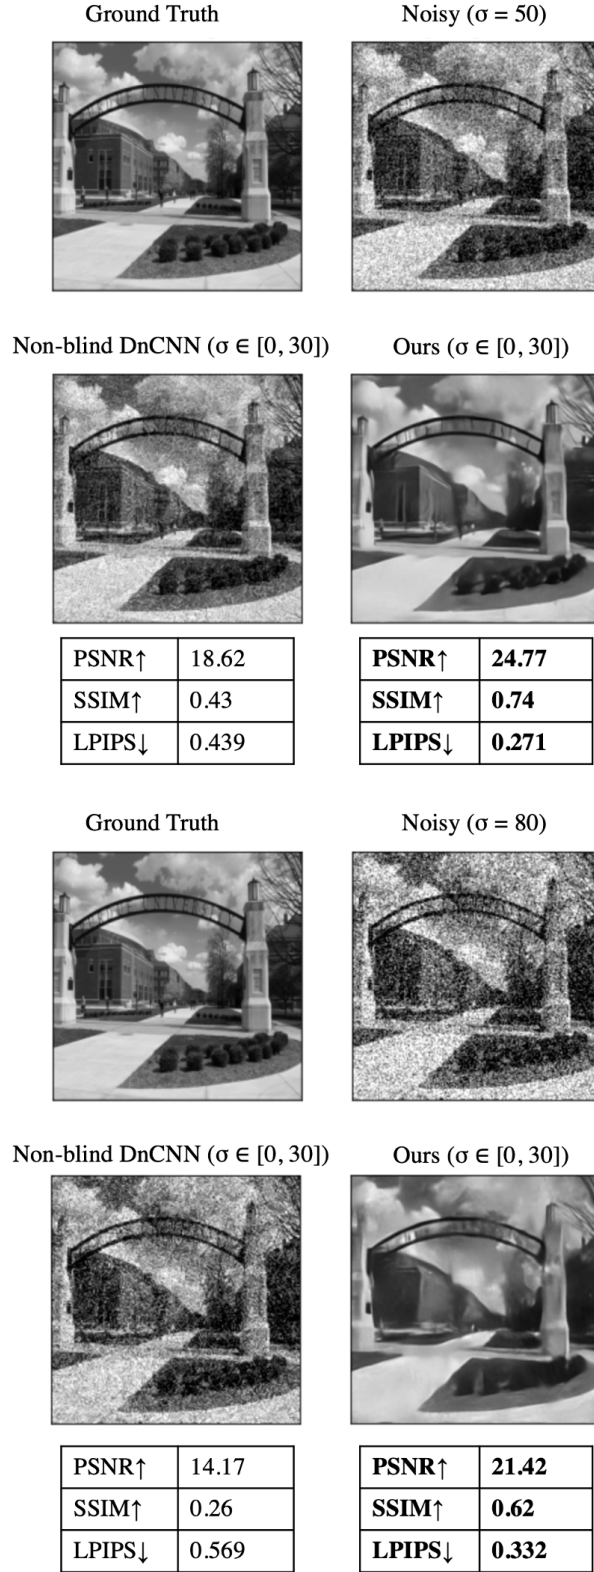 Ground Truth Noisy (σ = 50)
Non-blind DnCNN (σ ∈ [0, 30]) Ours (σ ∈ [0, 30])
PSNR↑ 18.62 PSNR↑ 24.77
SSIM↑ 0.43 SSIM↑ 0.74
LPIPS↓ 0.439 LPIPS↓ 0.271
Ground Truth Noisy (σ = 80)
Non-blind DnCNN (σ ∈ [0, 30]) Ours (σ ∈ [0, 30])
PSNR↑ 14.17 PSNR↑ 21.42
SSIM↑ 0.26 SSIM↑ 0.62
LPIPS↓ 0.569 LPIPS↓ 0.332